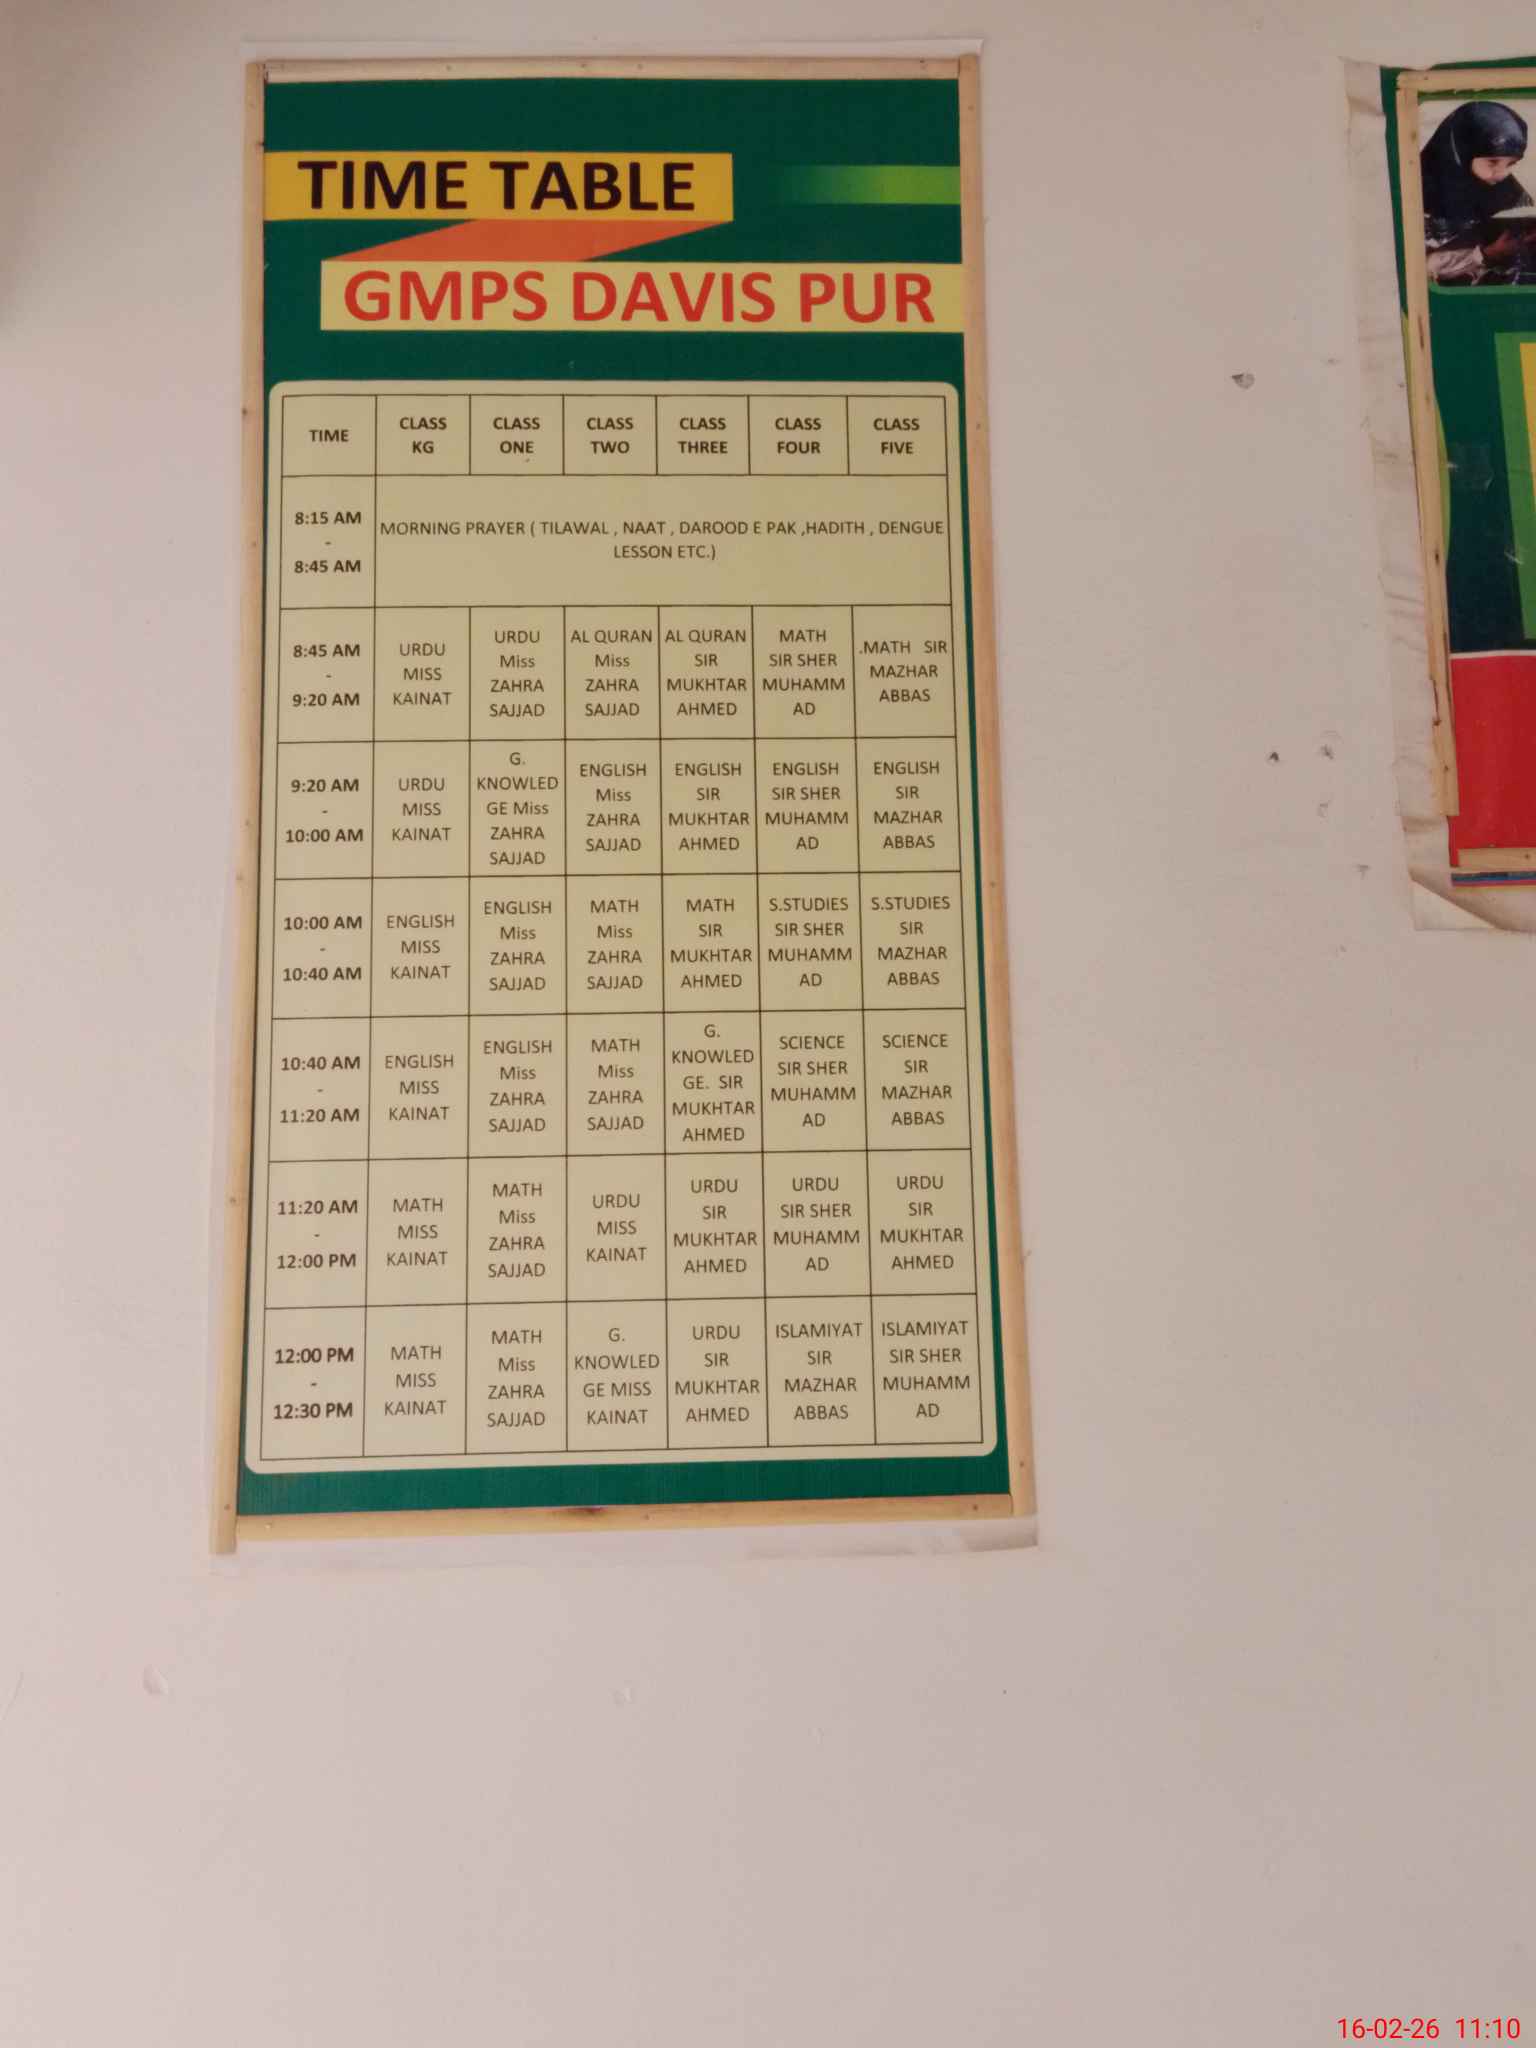 TIME TABLE
GMPS DAVIS PUR
TIME
CLASS
KG
CLASS
ONE
CLASS
TWO
CLASS
THREE
CLASS
FOUR
CLASS
FIVE
8:15 AM
-
8:45 AM
MORNING PRAYER ( TILAWAL , NAAT , DAROOD E PAK ,HADITH , DENGUE
LESSON ETC.)
8:45 AM
-
9:20 AM
URDU
MISS
KAINAT
URDU
Miss
ZAHRA
SAJJAD
AL QURAN
Miss
ZAHRA
SAJJAD
AL QURAN
SIR
MUKHTAR
AHMED
MATH
SIR SHER
MUHAMM
AD
.MATH SIR
MAZHAR
ABBAS
9:20 AM
-
10:00 AM
URDU
MISS
KAINAT
G.
KNOWLED
GE Miss
ZAHRA
SAJJAD
ENGLISH
Miss
ZAHRA
SAJJAD
ENGLISH
SIR
MUKHTAR
AHMED
ENGLISH
SIR SHER
MUHAMM
AD
ENGLISH
SIR
MAZHAR
ABBAS
10:00 AM
-
10:40 AM
ENGLISH
MISS
KAINAT
ENGLISH
Miss
ZAHRA
SAJJAD
MATH
Miss
ZAHRA
SAJJAD
MATH
SIR
MUKHTAR
AHMED
S.STUDIES
SIR SHER
MUHAMM
AD
S.STUDIES
SIR
MAZHAR
ABBAS
10:40 AM
-
11:20 AM
ENGLISH
MISS
KAINAT
ENGLISH
Miss
ZAHRA
SAJJAD
MATH
Miss
ZAHRA
SAJJAD
G.
KNOWLED
GE. SIR
MUKHTAR
AHMED
SCIENCE
SIR SHER
MUHAMM
AD
SCIENCE
SIR
MAZHAR
ABBAS
11:20 AM
-
12:00 PM
MATH
MISS
KAINAT
MATH
Miss
ZAHRA
SAJJAD
URDU
MISS
KAINAT
URDU
SIR
MUKHTAR
AHMED
URDU
SIR SHER
MUHAMM
AD
URDU
SIR
MUKHTAR
AHMED
12:00 PM
-
12:30 PM
MATH
MISS
KAINAT
MATH
Miss
ZAHRA
SAJJAD
G.
KNOWLED
GE MISS
KAINAT
URDU
SIR
MUKHTAR
AHMED
ISLAMIYAT
SIR
MAZHAR
ABBAS
ISLAMIYAT
SIR SHER
MUHAMM
AD
16-02-26 11:10